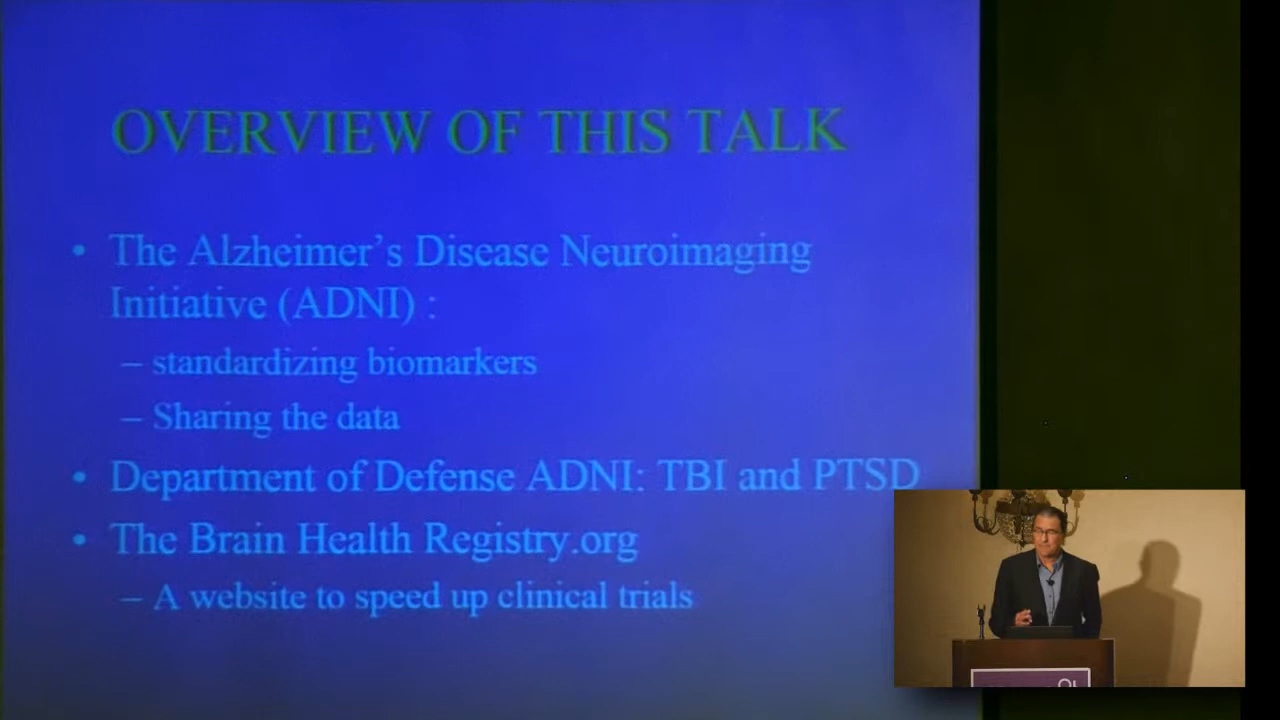 OVERVIEW OF THIS TALK
• The Alzheimer's Disease Neuroimaging
Initiative (ADNI) :
– standardizing biomarkers
– Sharing the data
• Department of Defense ADNI: TBI and PTSD
• The Brain Health Registry.org
– A website to speed up clinical trials